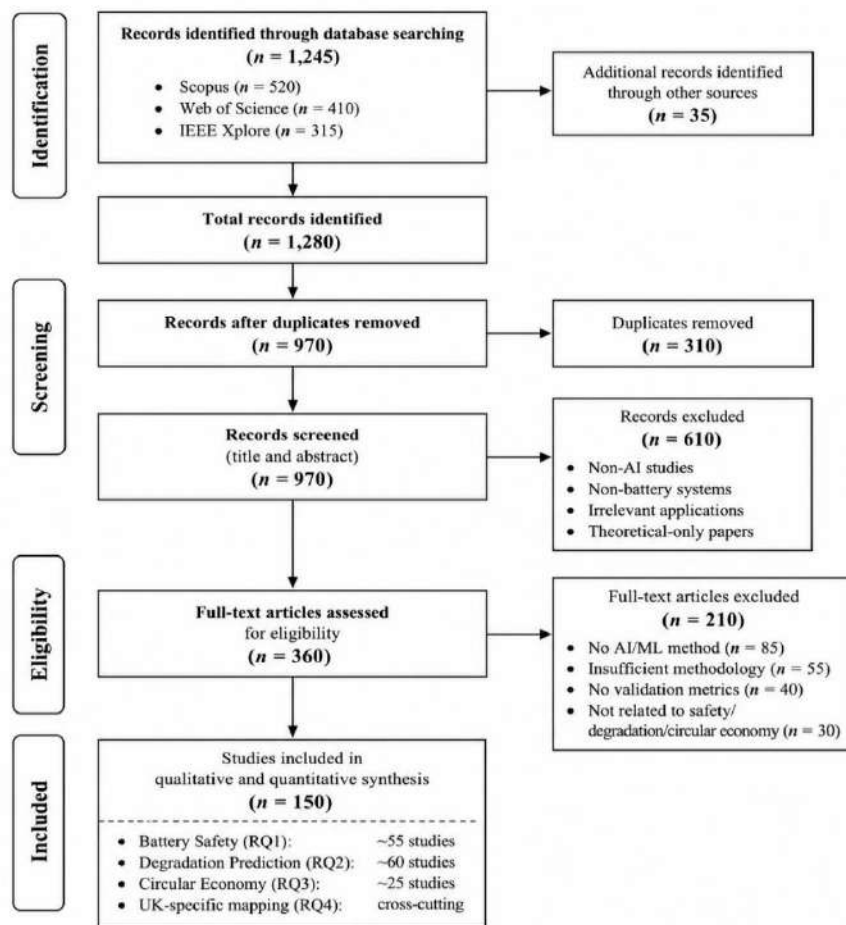 Identification
Records identified through database searching
(n = 1,245)
• Scopus (n = 520)
• Web of Science (n = 410)
• IEEE Xplore (n = 315)
Additional records identified
through other sources
(n = 35)
Total records identified
(n = 1,280)
Screening
Records after duplicates removed
(n = 970)
Duplicates removed
(n = 310)
Records screened
(title and abstract)
(n = 970)
Records excluded
(n = 610)
• Non-AI studies
• Non-battery systems
• Irrelevant applications
• Theoretical-only papers
Eligibility
Full-text articles assessed
for eligibility
(n = 360)
Full-text articles excluded
(n = 210)
• No AI/ML method (n = 85)
• Insufficient methodology (n = 55)
• No validation metrics (n = 40)
• Not related to safety/
degradation/circular economy (n = 30)
Included
Studies included in
qualitative and quantitative synthesis
(n = 150)
• Battery Safety (RQ1): ~55 studies
• Degradation Prediction (RQ2): ~60 studies
• Circular Economy (RQ3): ~25 studies
• UK-specific mapping (RQ4): cross-cutting